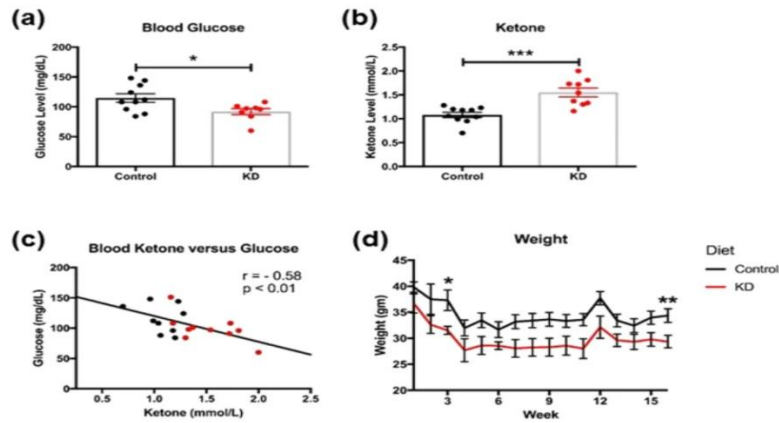 (a)
Blood Glucose
*
Glucose Level (mg/dL)
200
150
100
50
0
Control
KD
(b)
Ketone
***
Ketone Level (mmol/L)
2.5
2.0
1.5
1.0
0.5
0.0
Control
KD
(c)
Blood Ketone versus Glucose
r = - 0.58
p < 0.01
Glucose (mg/dL)
200
150
100
50
0
0.5
1.0
1.5
2.0
2.5
Ketone (mmol/L)
(d)
Weight
*
**
Weight (gm)
45
40
35
30
25
20
3
6
9
12
15
Week
Diet
Control
KD